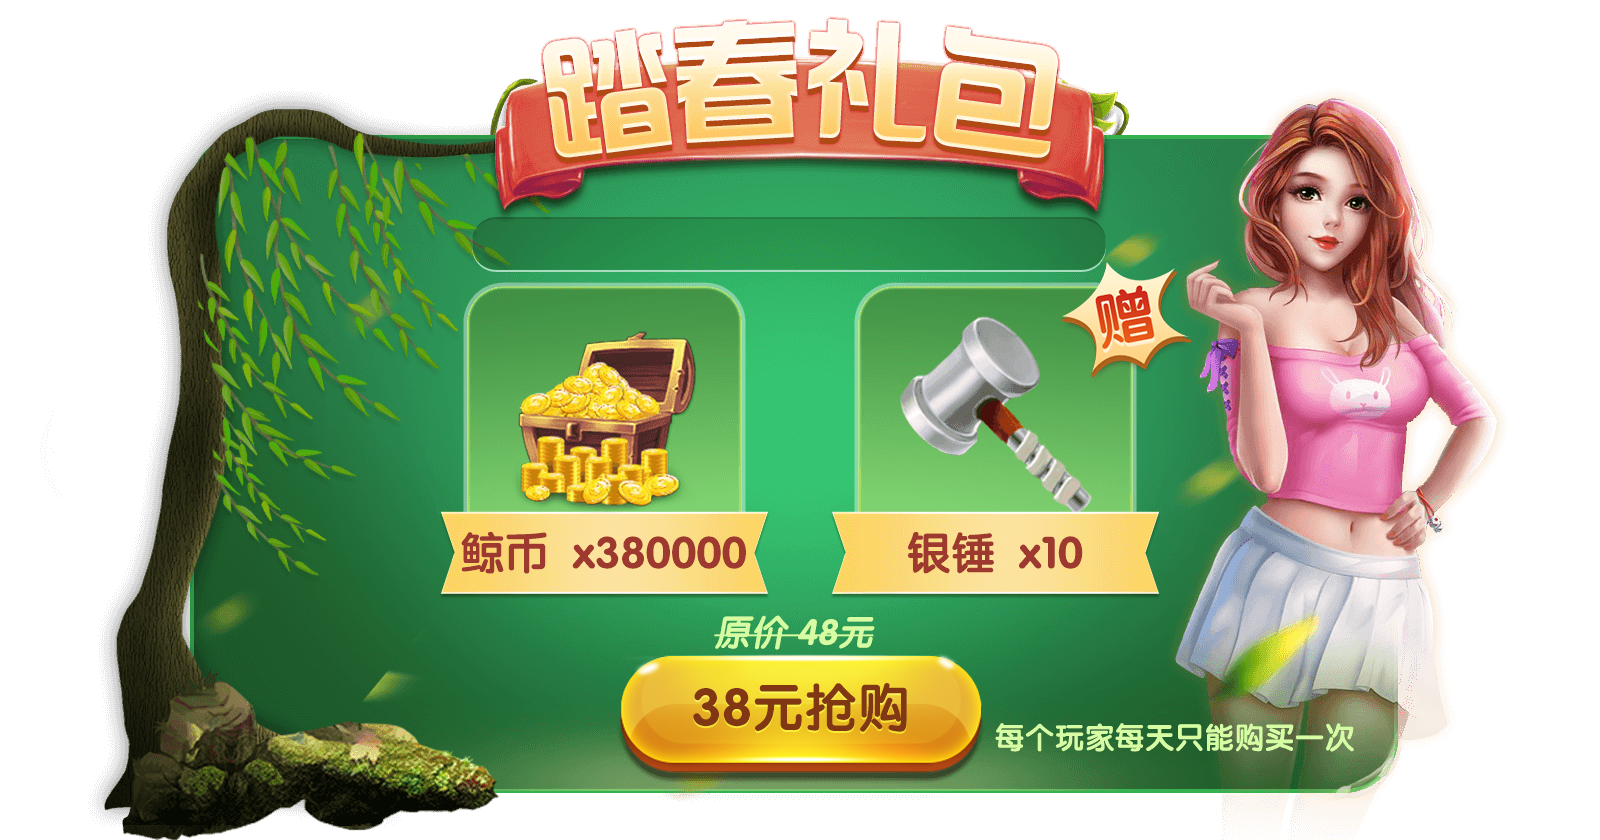 踏春礼包
赠
鲸币 x380000
银锤 x10
原价 48元
38元抢购
每个玩家每天只能购买一次